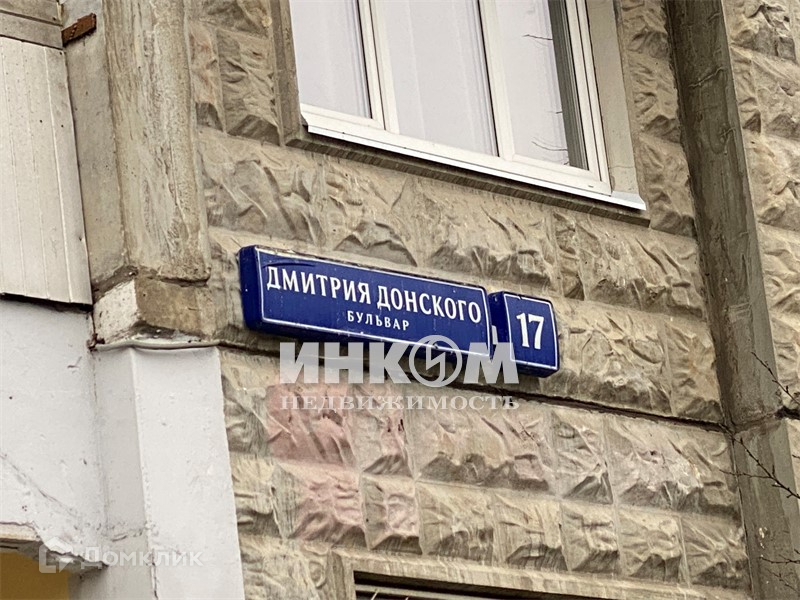 ДМИТРИЯ ДОНСКОГО
БУЛЬВАР
17
ИНКОМ
НЕДВИЖИМОСТЬ
Домклик